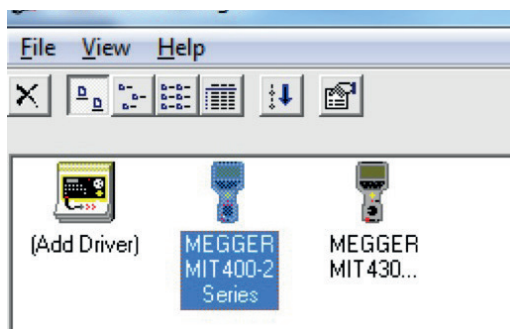 File View Help
(Add Driver)
MEGGER
MIT400-2
Series
MEGGER
MIT430...